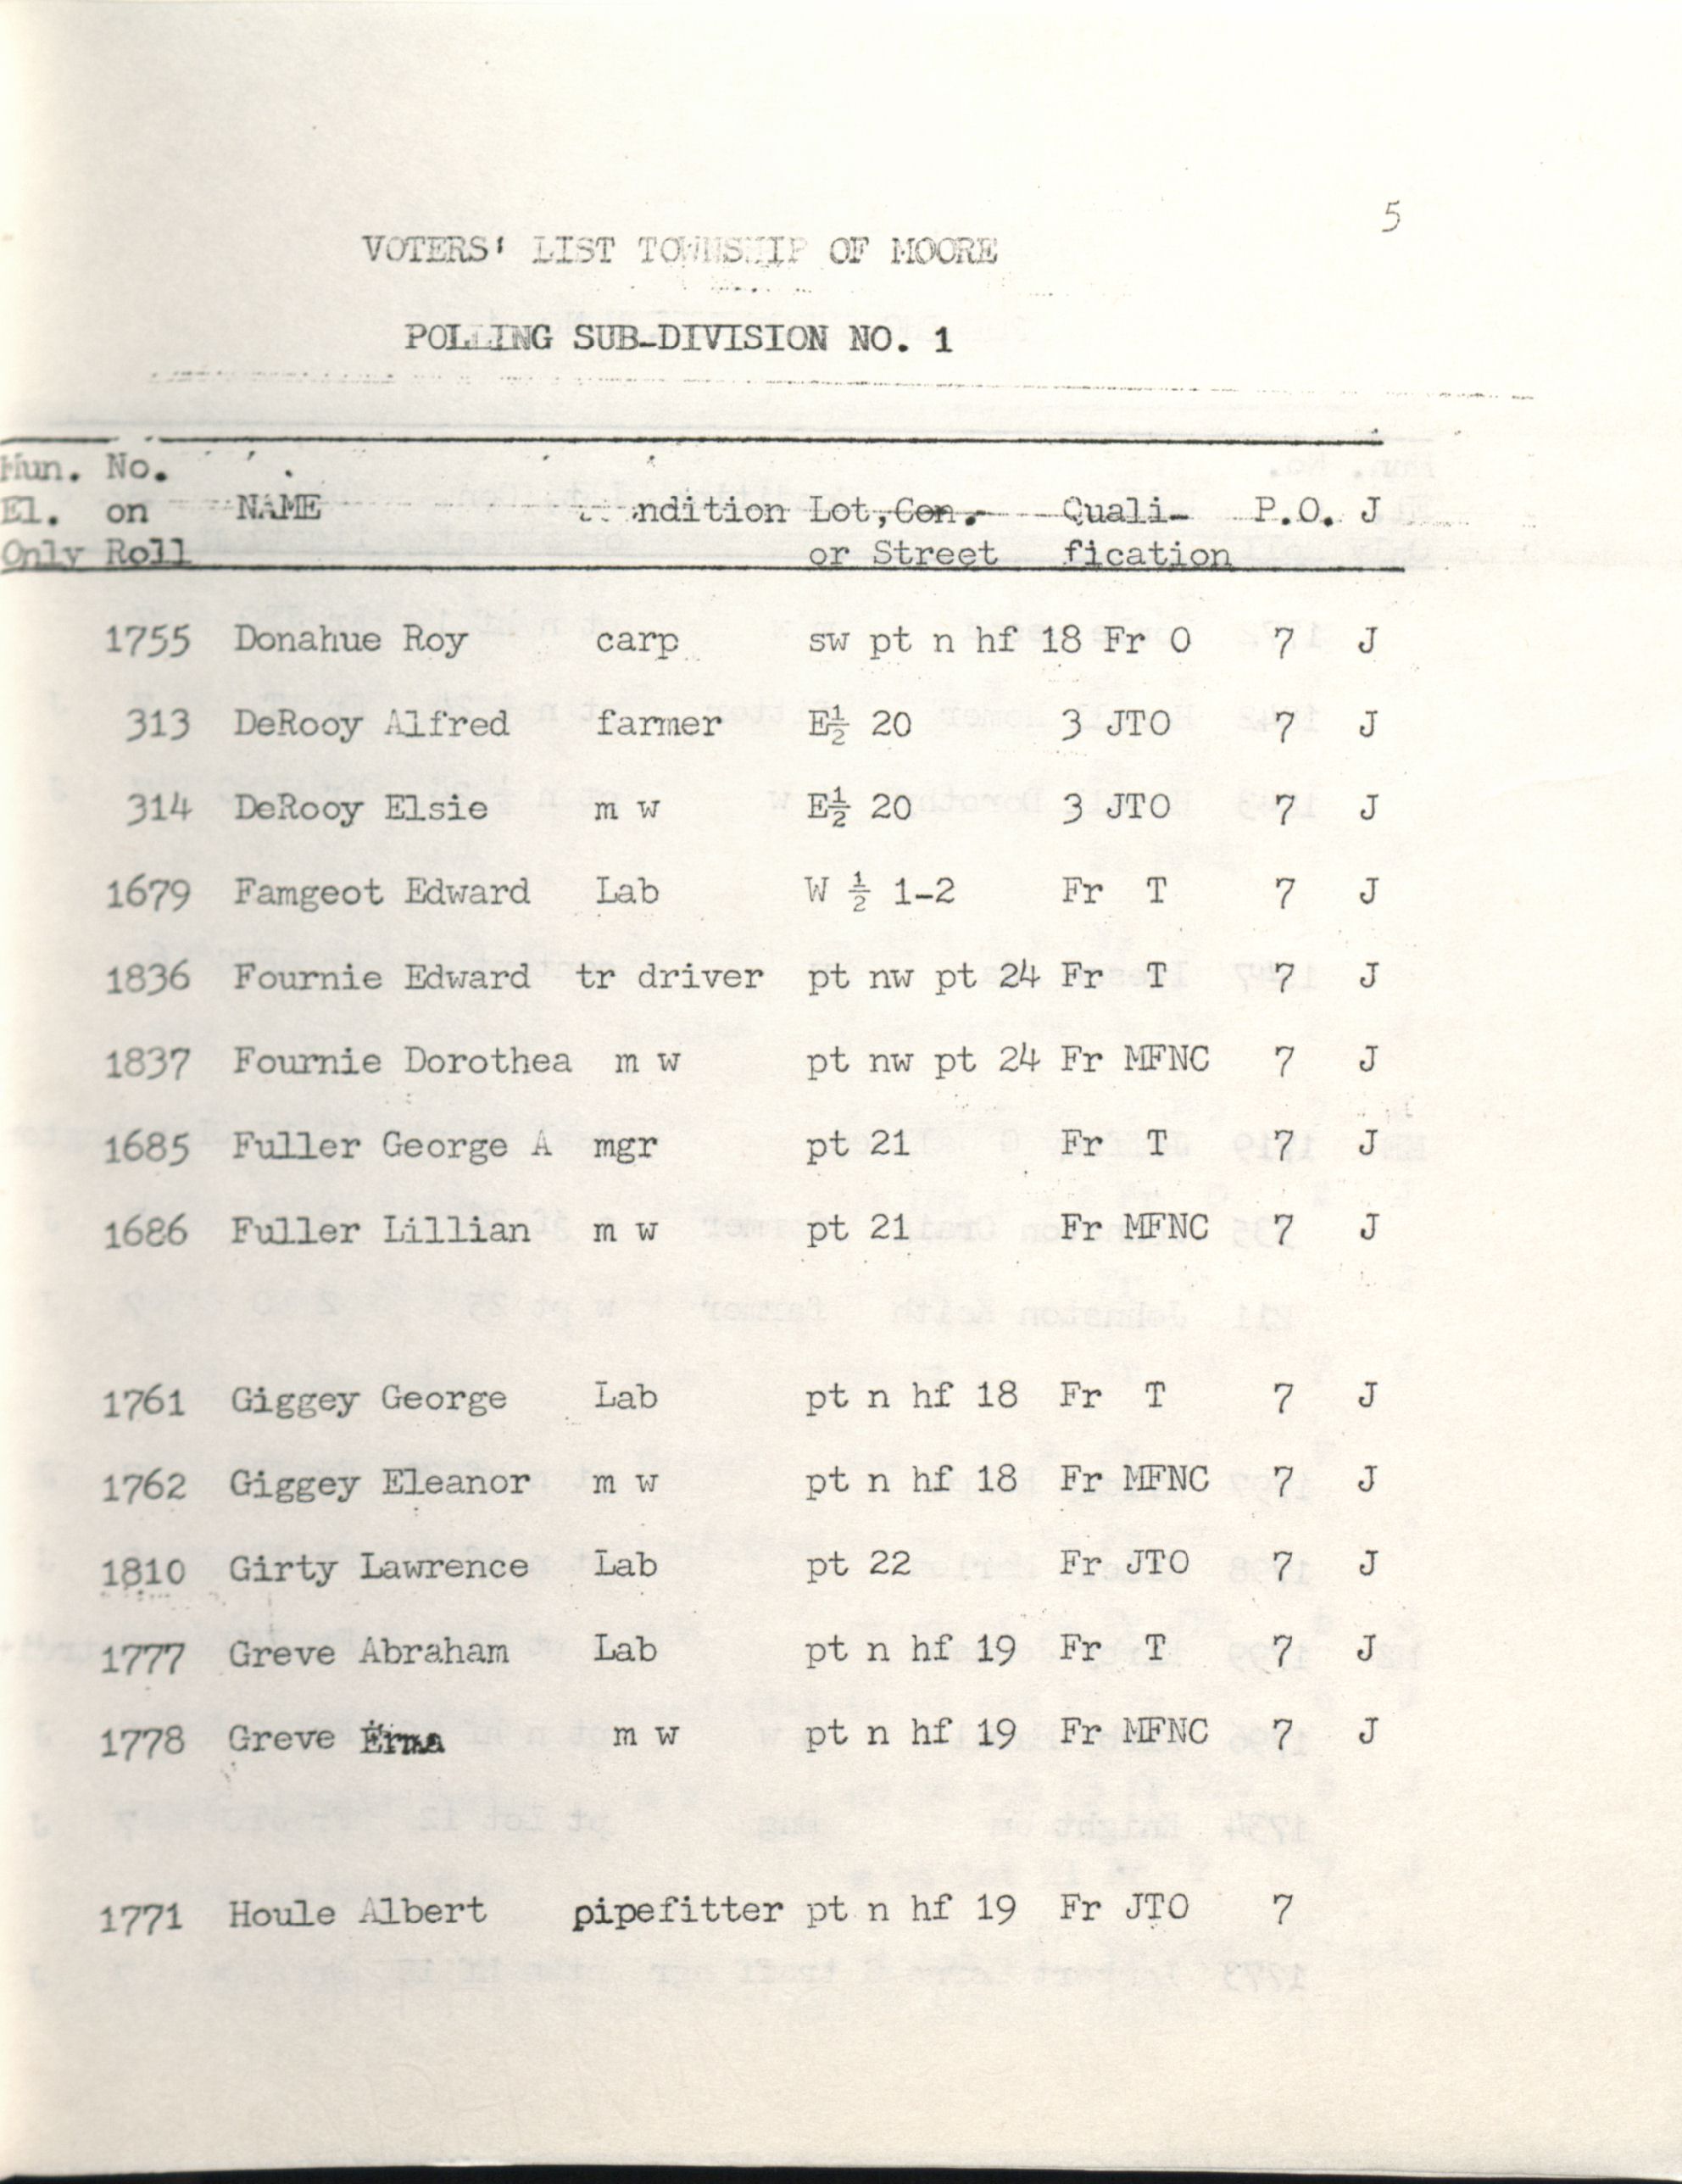 5
VOTERS' LIST TOWNSHIP OF MOORE
POLLING SUB-DIVISION NO. 1
Mun. No.
El. on NAME ndition Lot,Con. Quali- P.O. J
Only Roll or Street fication
1755 Donahue Roy carp sw pt n hf 18 Fr O 7 J
313 DeRooy Alfred farmer E½ 20 3 JTO 7 J
314 DeRooy Elsie m w E½ 20 3 JTO 7 J
1679 Famgeot Edward Lab W ½ 1-2 Fr T 7 J
1836 Fournie Edward tr driver pt nw pt 24 Fr T 7 J
1837 Fournie Dorothea m w pt nw pt 24 Fr MFNC 7 J
1685 Fuller George A mgr pt 21 Fr T 7 J
1686 Fuller Lillian m w pt 21 Fr MFNC 7 J
1761 Giggey George Lab pt n hf 18 Fr T 7 J
1762 Giggey Eleanor m w pt n hf 18 Fr MFNC 7 J
1810 Girty Lawrence Lab pt 22 Fr JTO 7 J
1777 Greve Abraham Lab pt n hf 19 Fr T 7 J
1778 Greve Erma m w pt n hf 19 Fr MFNC 7 J
1771 Houle Albert pipefitter pt n hf 19 Fr JTO 7